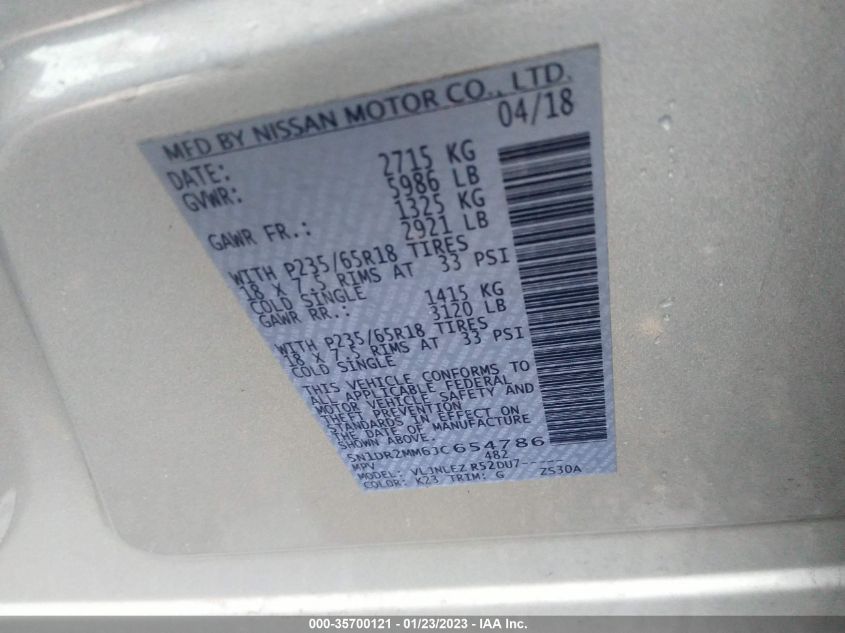 MFD BY NISSAN MOTOR CO., LTD.
DATE: 04/18
GVWR: 2715 KG
5986 LB
GAWR FR.: 1325 KG
2921 LB
WITH P235/65R18 TIRES
18 X 7.5 RIMS AT 33 PSI
COLD SINGLE
GAWR RR.: 1415 KG
3120 LB
WITH P235/65R18 TIRES
18 X 7.5 RIMS AT 33 PSI
COLD SINGLE
THIS VEHICLE CONFORMS TO
ALL APPLICABLE FEDERAL
MOTOR VEHICLE SAFETY AND
THEFT PREVENTION
STANDARDS IN EFFECT ON
THE DATE OF MANUFACTURE
SHOWN ABOVE.
5N1DR2MM6JC654786
MPV 482
MODEL: VLJNLEZ R52DU7-----
COLOR: K23 TRIM: G ZS30A
000-35700121 - 01/23/2023 - IAA Inc.